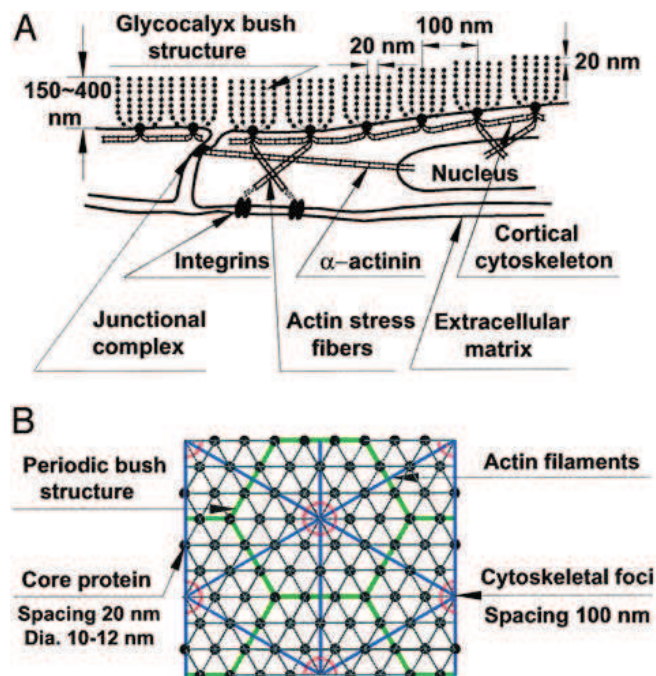 A
Glycocalyx bush
structure
100 nm
20 nm
20 nm
150~400
nm
Nucleus
Integrins
α–actinin
Cortical
cytoskeleton
Junctional
complex
Actin stress
fibers
Extracellular
matrix
B
Periodic bush
structure
Actin filaments
Core protein
Spacing 20 nm
Dia. 10-12 nm
Cytoskeletal foci
Spacing 100 nm